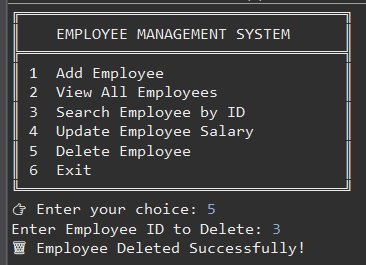 EMPLOYEE MANAGEMENT SYSTEM
1 Add Employee
2 View All Employees
3 Search Employee by ID
4 Update Employee Salary
5 Delete Employee
6 Exit
👉 Enter your choice: 5
Enter Employee ID to Delete: 3
🗑️ Employee Deleted Successfully!